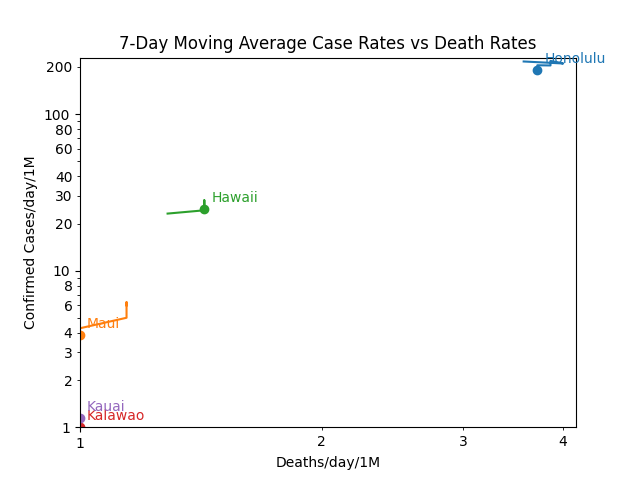 7-Day Moving Average Case Rates vs Death Rates
Honolulu
Hawaii
Maui
Kauai
Kalawao
Confirmed Cases/day/1M
200
100
80
60
40
30
20
10
8
6
4
3
2
1
1
2
3
4
Deaths/day/1M